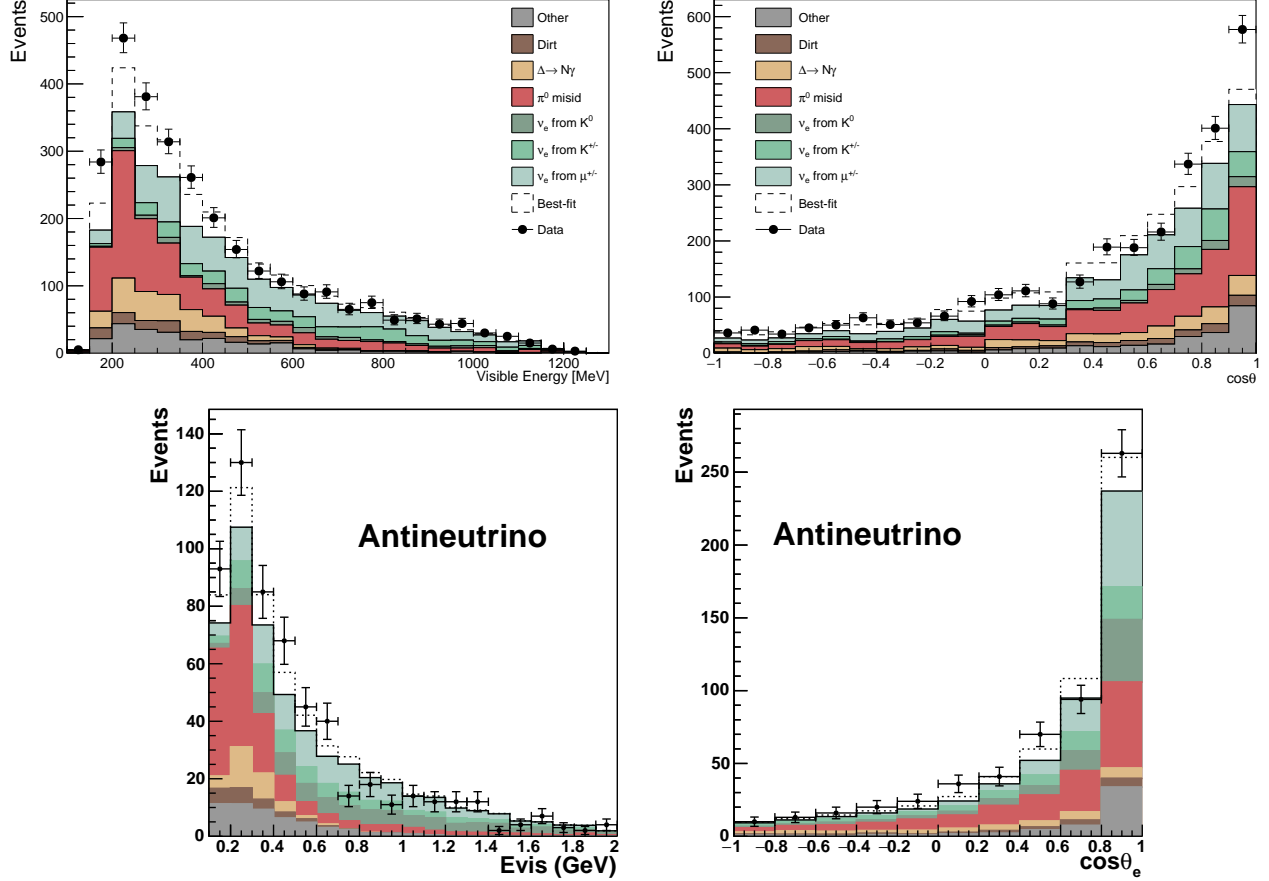 Events
500
400
300
200
100
0
200 400 600 800 1000 1200
Visible Energy [MeV]
Other
Dirt
Δ→ Nγ
π⁰ misid
νₑ from K⁰
νₑ from K⁺/⁻
νₑ from μ⁺/⁻
Best-fit
Data
Events
600
500
400
300
200
100
0
−1 −0.8 −0.6 −0.4 −0.2 0 0.2 0.4 0.6 0.8 1
cosθ
Other
Dirt
Δ→ Nγ
π⁰ misid
νₑ from K⁰
νₑ from K⁺/⁻
νₑ from μ⁺/⁻
Best-fit
Data
Events
140
120
100
80
60
40
20
0
0.2 0.4 0.6 0.8 1 1.2 1.4 1.6 1.8 2
Evis (GeV)
Antineutrino
Events
250
200
150
100
50
0
−1 −0.8 −0.6 −0.4 −0.2 0 0.2 0.4 0.6 0.8 1
cosθₑ
Antineutrino